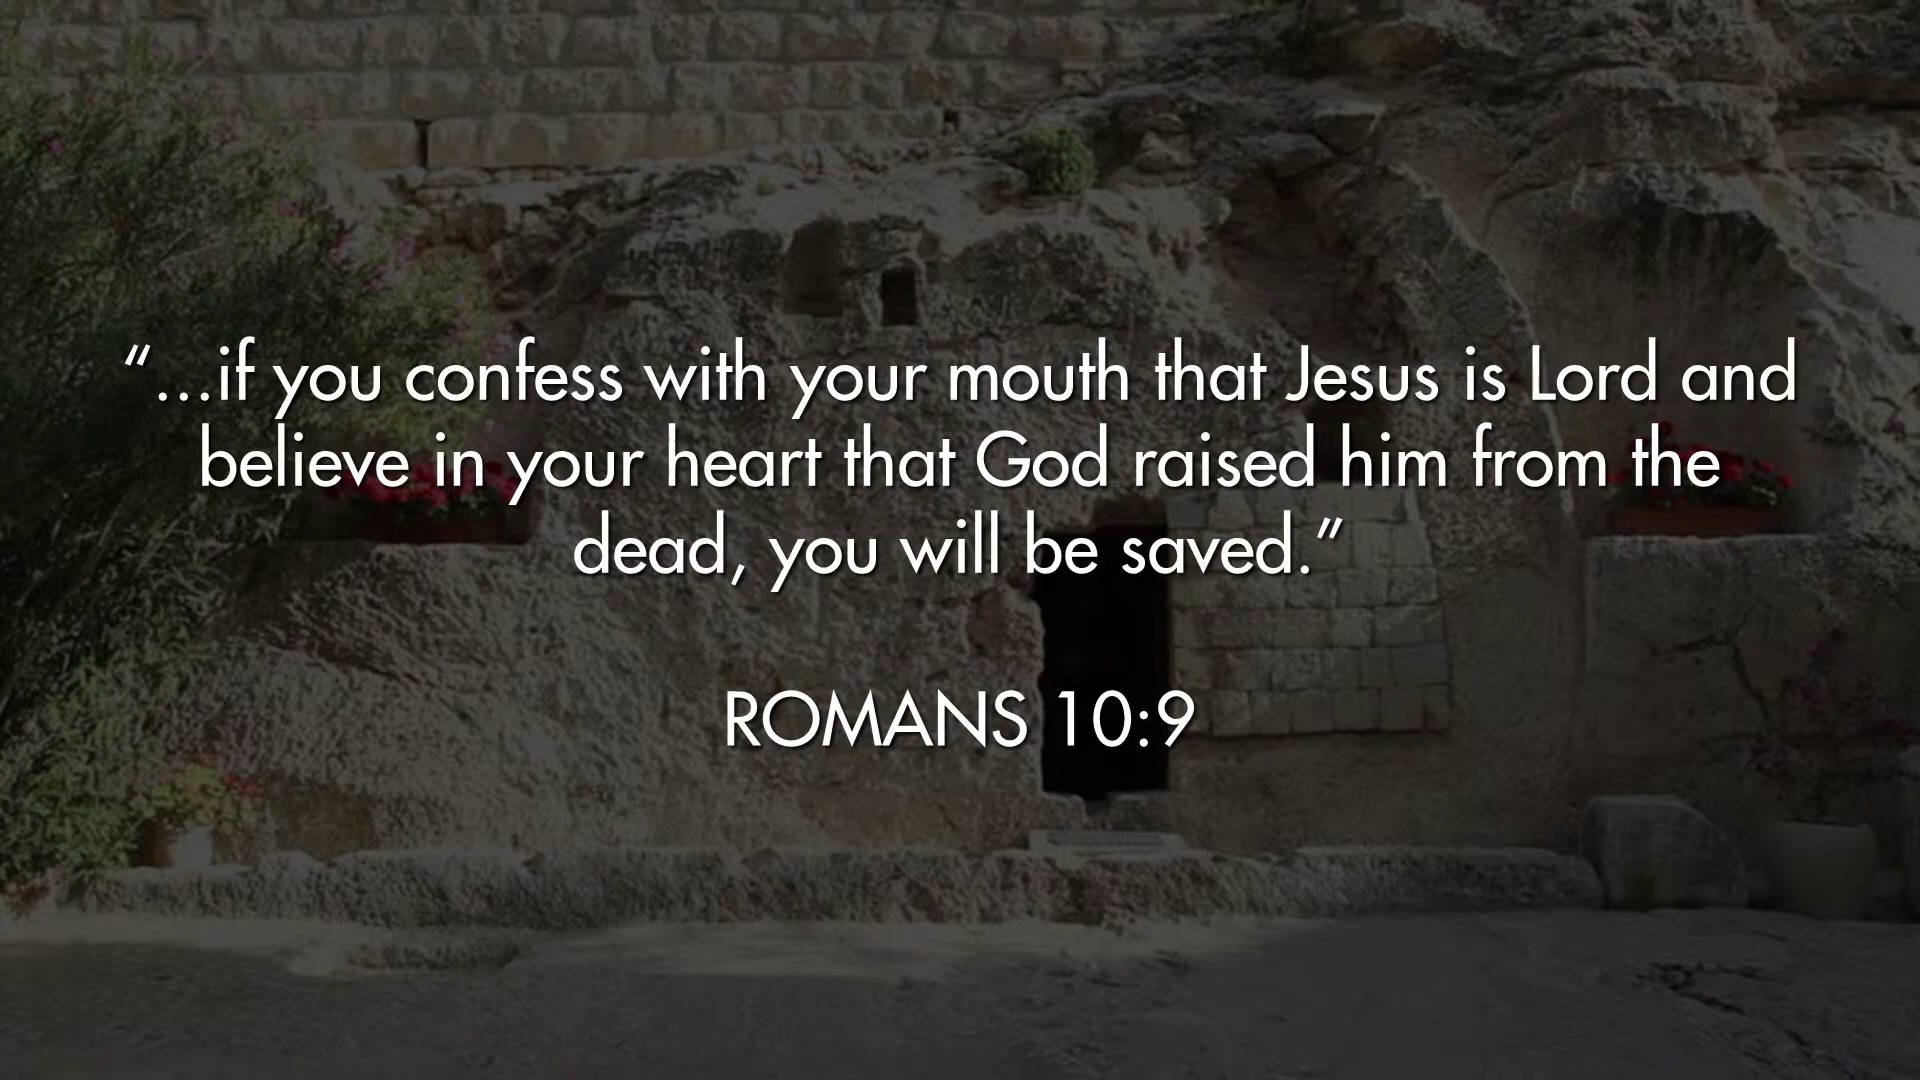 “…if you confess with your mouth that Jesus is Lord and
believe in your heart that God raised him from the
dead, you will be saved.”
ROMANS 10:9